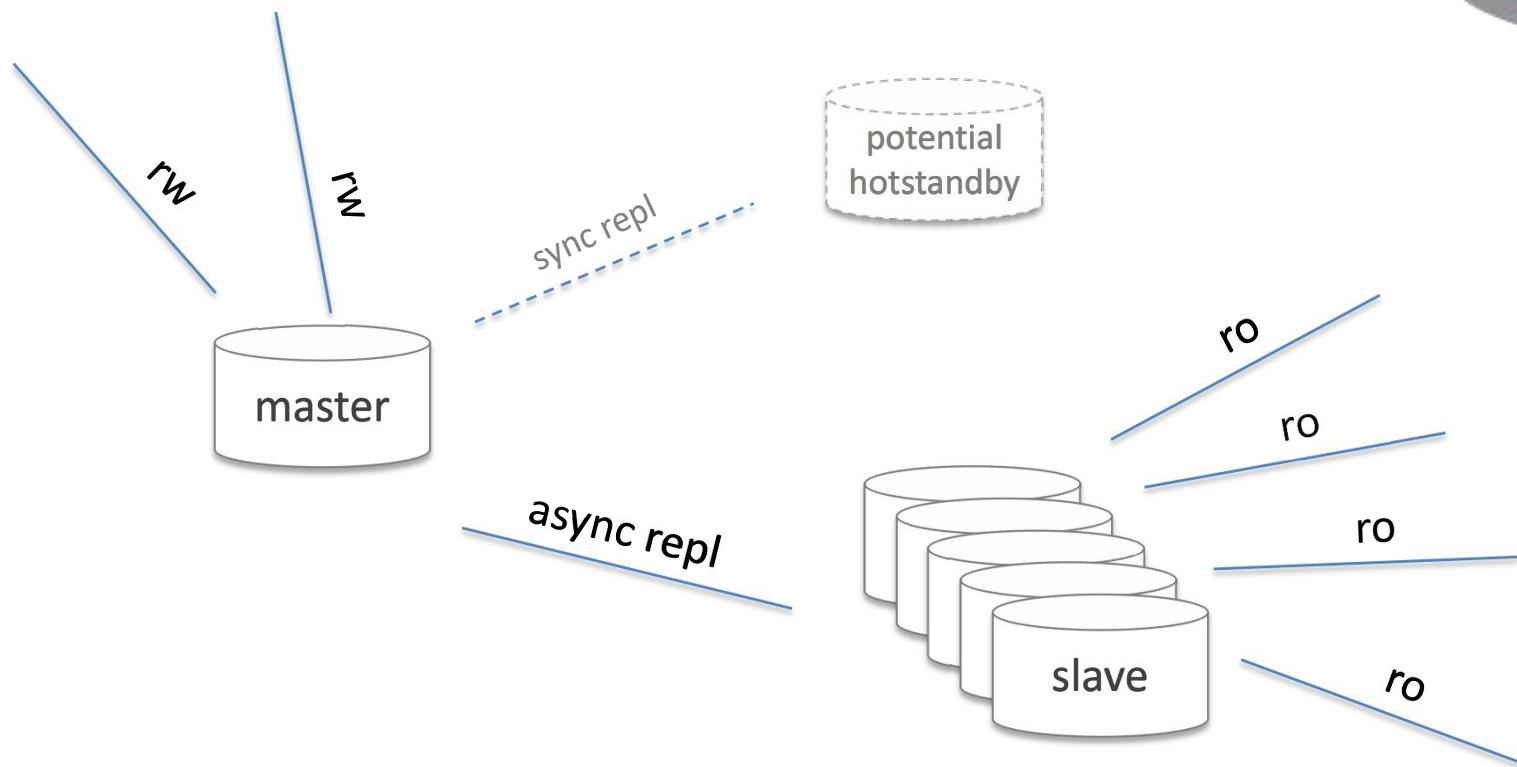 rw
rw
potential
hotstandby
sync repl
master
ro
ro
async repl
ro
slave
ro